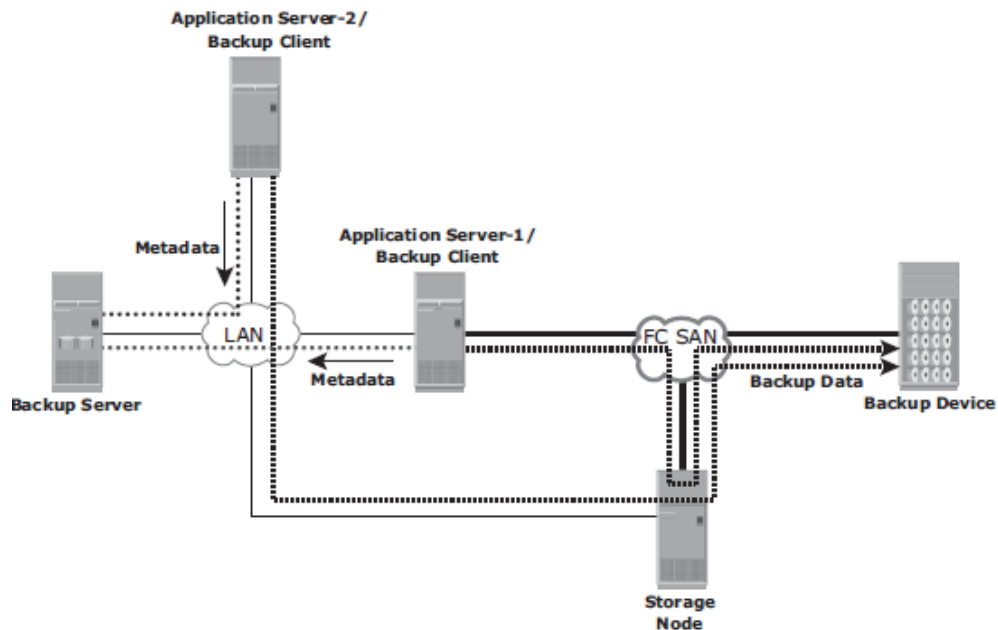 Application Server-2/
Backup Client
Metadata
Application Server-1/
Backup Client
LAN
FC SAN
Metadata
Backup Data
Backup Server
Backup Device
Storage
Node